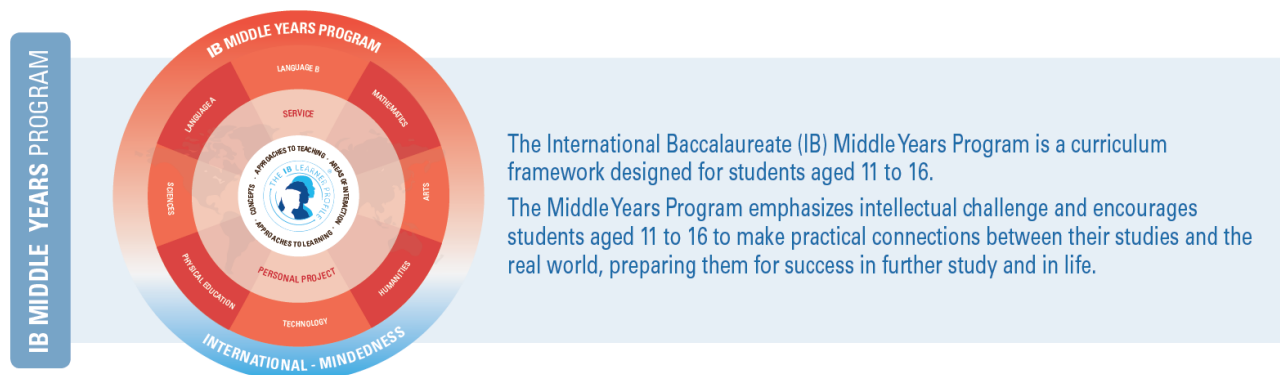 IB MIDDLE YEARS PROGRAM
IB MIDDLE YEARS PROGRAM
LANGUAGE B
LANGUAGE A
MATHEMATICS
SERVICE
SCIENCES
ARTS
APPROACHES TO TEACHING · AREAS OF INTERACTION · APPROACHES TO LEARNING · CONCEPTS ·
THE IB LEARNER PROFILE
PERSONAL PROJECT
PHYSICAL EDUCATION
HUMANITIES
TECHNOLOGY
INTERNATIONAL - MINDEDNESS
The International Baccalaureate (IB) Middle Years Program is a curriculum
framework designed for students aged 11 to 16.
The Middle Years Program emphasizes intellectual challenge and encourages
students aged 11 to 16 to make practical connections between their studies and the
real world, preparing them for success in further study and in life.